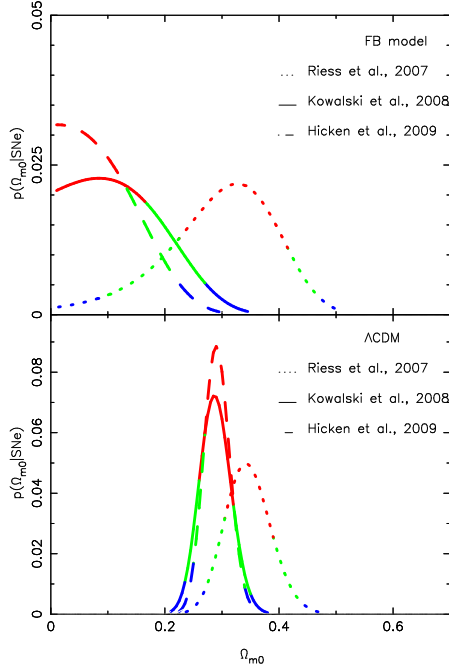 0.05
FB model
Riess et al., 2007
Kowalski et al., 2008
Hicken et al., 2009
p(Ωm0|SNe)
0.025
0
ΛCDM
Riess et al., 2007
Kowalski et al., 2008
Hicken et al., 2009
p(Ωm0|SNe)
0.08
0.06
0.04
0.02
0
0 0.2 0.4 0.6
Ωm0